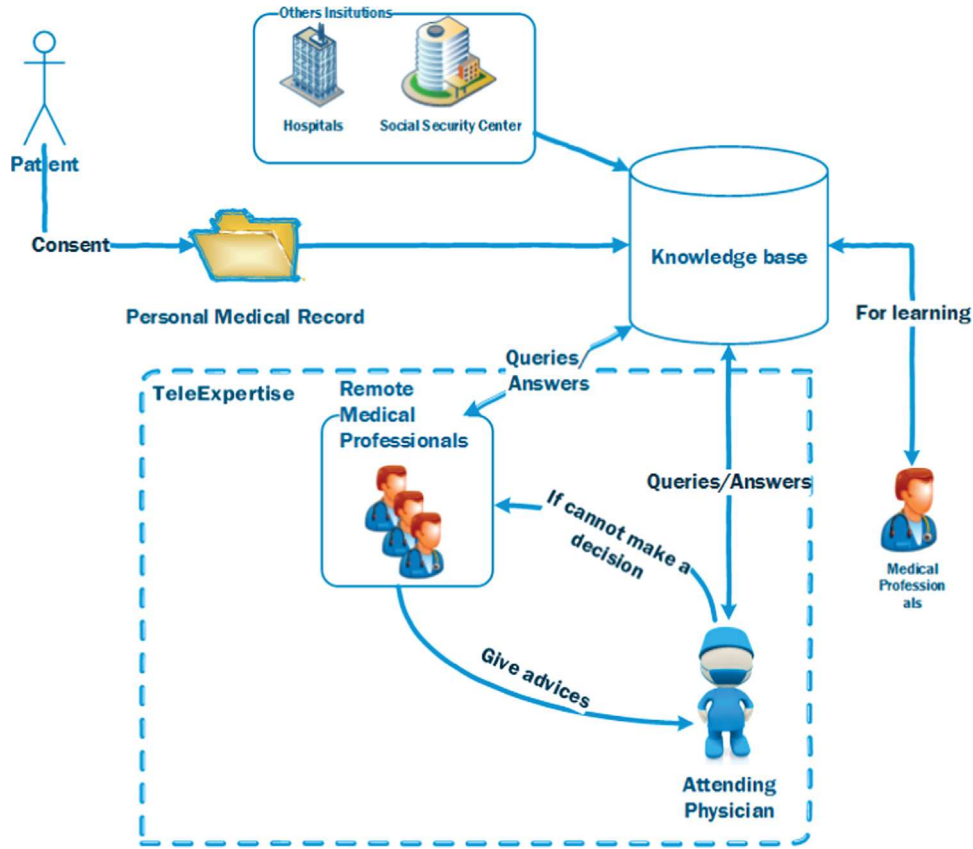 Others Insitutions
Hospitals
Social Security Center
Patient
Consent
Personal Medical Record
Knowledge base
For learning
Queries/
Answers
TeleExpertise
Remote
Medical
Professionals
Queries/Answers
If cannot make a
decision
Medical
Profession
als
Give advices
Attending
Physician